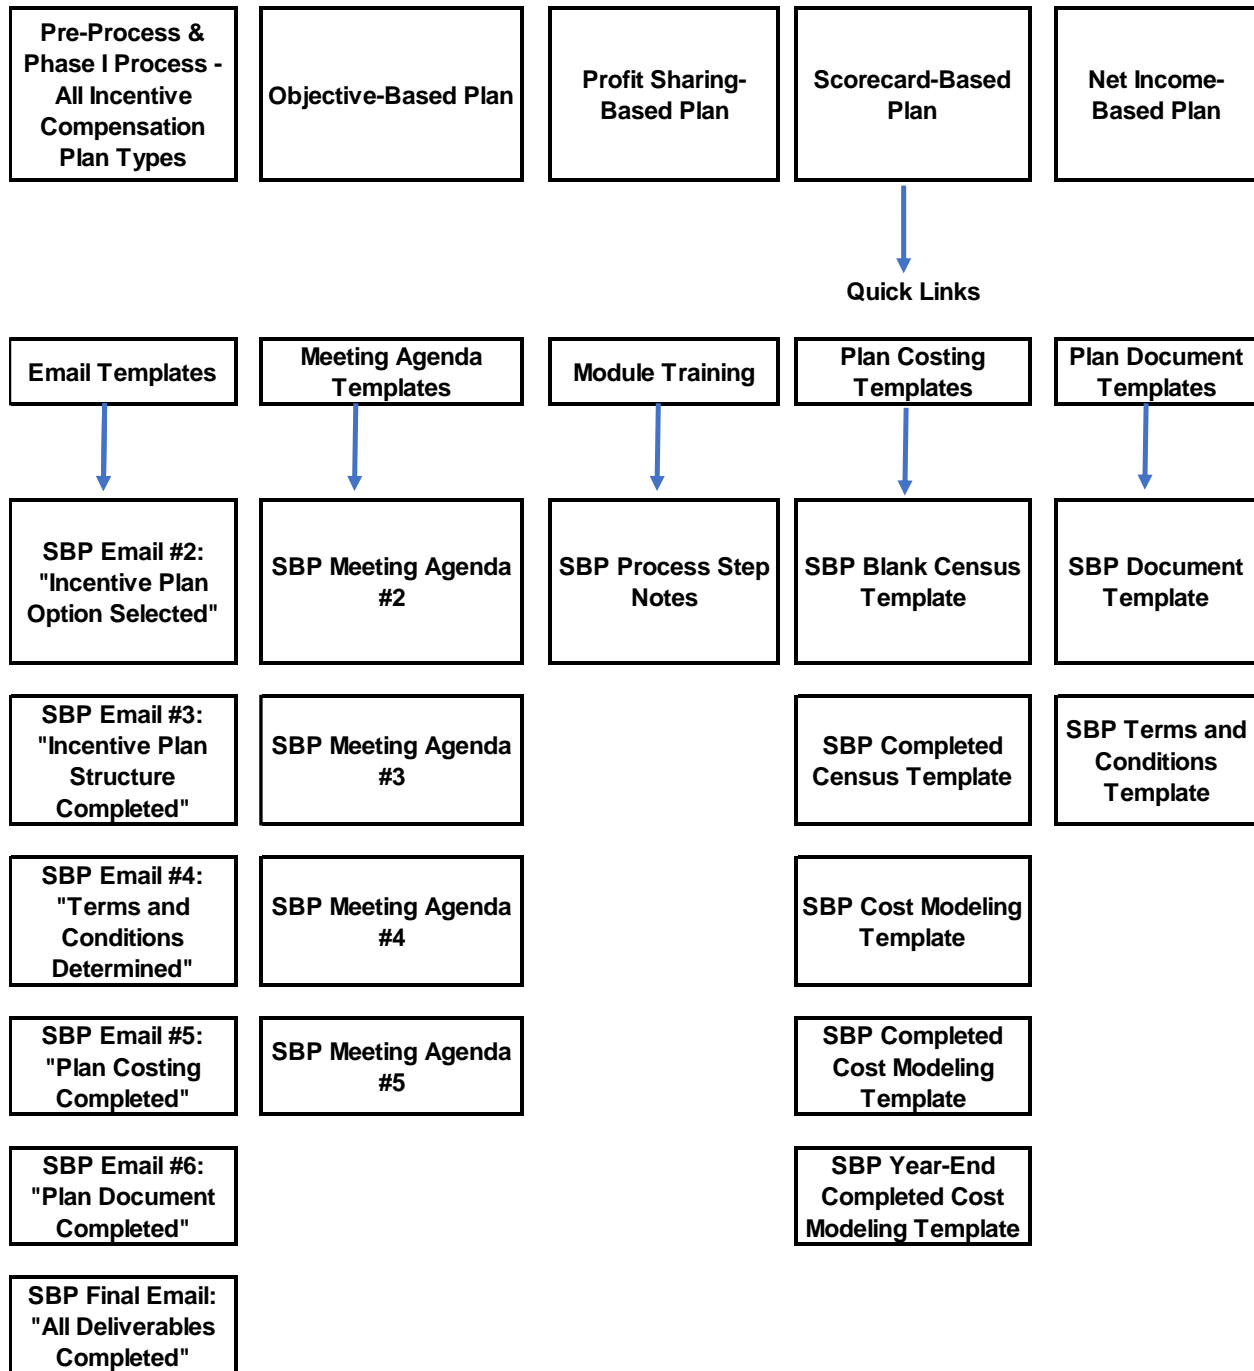 Pre-Process &
Phase I Process -
All Incentive
Compensation
Plan Types
Objective-Based Plan
Profit Sharing-
Based Plan
Scorecard-Based
Plan
Net Income-
Based Plan
Quick Links
Email Templates
Meeting Agenda
Templates
Module Training
Plan Costing
Templates
Plan Document
Templates
SBP Email #2:
"Incentive Plan
Option Selected"
SBP Meeting Agenda
#2
SBP Process Step
Notes
SBP Blank Census
Template
SBP Document
Template
SBP Email #3:
"Incentive Plan
Structure
Completed"
SBP Meeting Agenda
#3
SBP Completed
Census Template
SBP Terms and
Conditions
Template
SBP Email #4:
"Terms and
Conditions
Determined"
SBP Meeting Agenda
#4
SBP Cost Modeling
Template
SBP Email #5:
"Plan Costing
Completed"
SBP Meeting Agenda
#5
SBP Completed
Cost Modeling
Template
SBP Email #6:
"Plan Document
Completed"
SBP Year-End
Completed Cost
Modeling Template
SBP Final Email:
"All Deliverables
Completed"